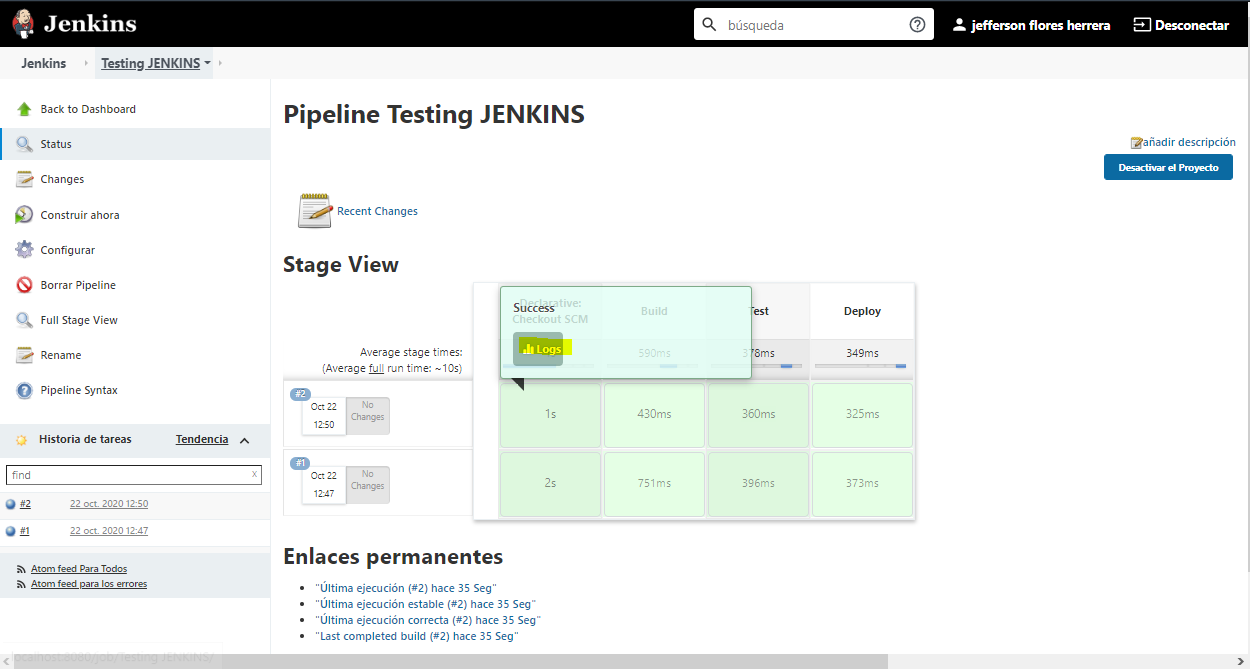 Jenkins
búsqueda
jefferson flores herrera
Desconectar
Jenkins
Testing JENKINS
Back to Dashboard
Status
Changes
Construir ahora
Configurar
Borrar Pipeline
Full Stage View
Rename
Pipeline Syntax
Historia de tareas
Tendencia
find
x
#2
22 oct. 2020 12:50
#1
22 oct. 2020 12:47
Atom feed Para Todos
Atom feed para los errores
Pipeline Testing JENKINS
añadir descripción
Desactivar el Proyecto
Recent Changes
Stage View
Success
Logs
Declarative:
Checkout SCM
Build
Test
Deploy
Average stage times:
(Average full run time: ~10s)
590ms
378ms
349ms
#2
Oct 22
12:50
No
Changes
1s
430ms
360ms
325ms
#1
Oct 22
12:47
No
Changes
2s
751ms
396ms
373ms
Enlaces permanentes
"Última ejecución (#2) hace 35 Seg"
"Última ejecución estable (#2) hace 35 Seg"
"Última ejecución correcta (#2) hace 35 Seg"
"Last completed build (#2) hace 35 Seg"
localhost:8080/job/Testing JENKINS/